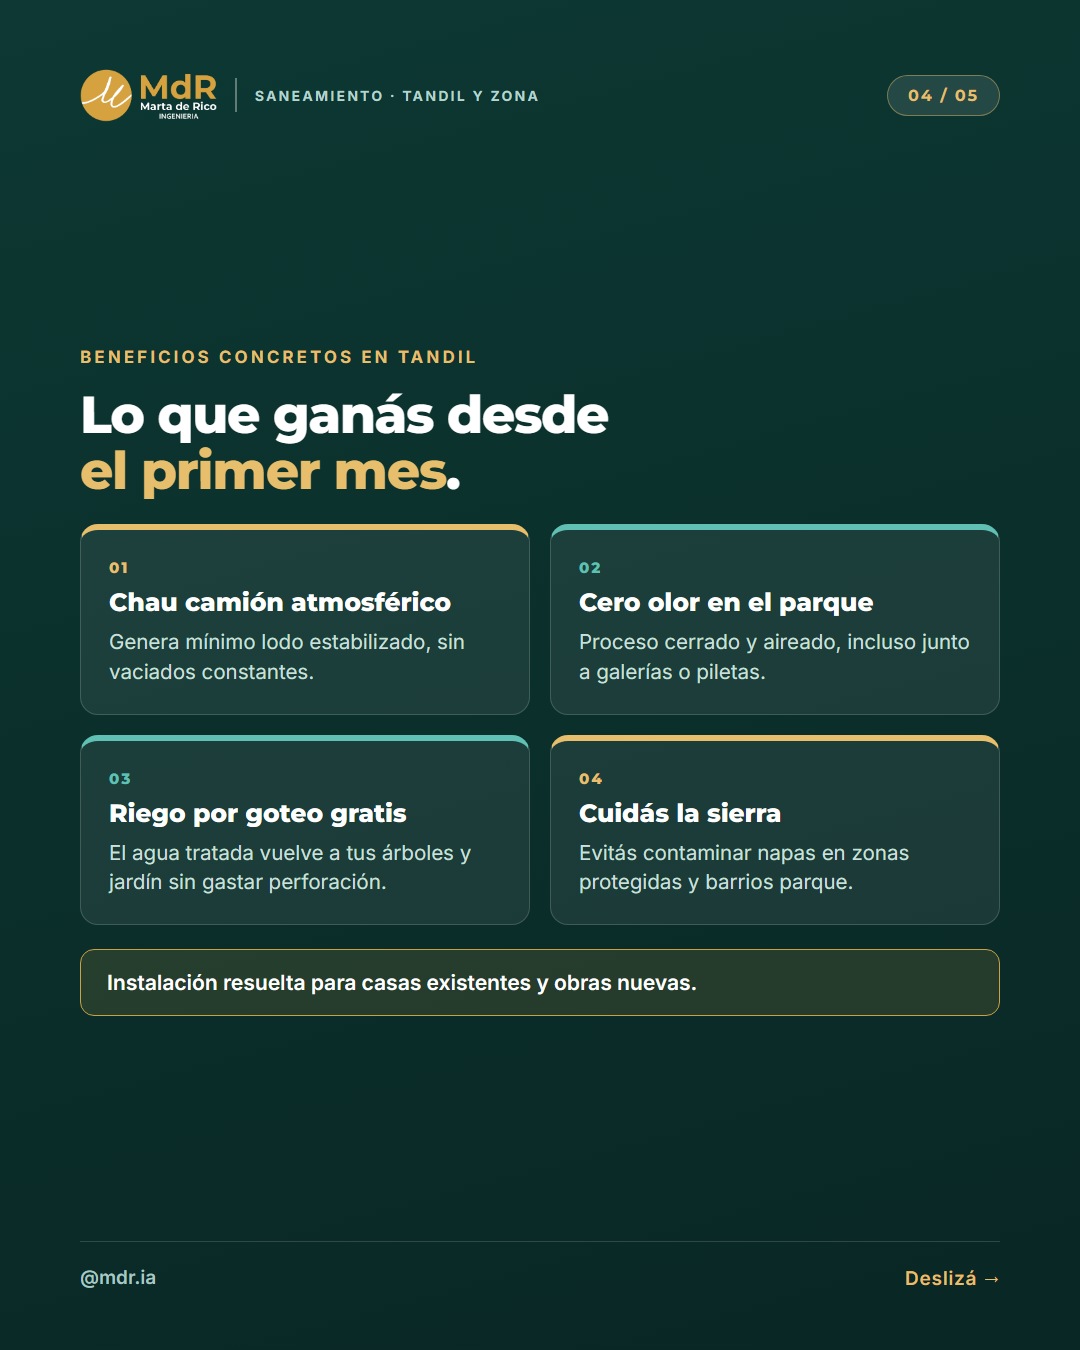 MdR
Marta de Rico
INGENIERIA
SANEAMIENTO · TANDIL Y ZONA
04 / 05
BENEFICIOS CONCRETOS EN TANDIL
Lo que ganás desde
el primer mes.
01
Chau camión atmosférico
Genera mínimo lodo estabilizado, sin
vaciados constantes.
02
Cero olor en el parque
Proceso cerrado y aireado, incluso junto
a galerías o piletas.
03
Riego por goteo gratis
El agua tratada vuelve a tus árboles y
jardín sin gastar perforación.
04
Cuidás la sierra
Evitás contaminar napas en zonas
protegidas y barrios parque.
Instalación resuelta para casas existentes y obras nuevas.
@mdr.ia
Deslizá →